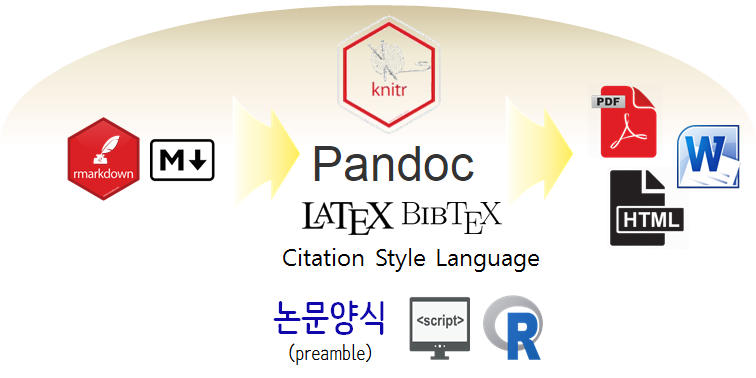 knitr
rmarkdown
M
Pandoc
LATEX BIBTEX
Citation Style Language
PDF
W
HTML
논문양식
(preamble)
<script>
R